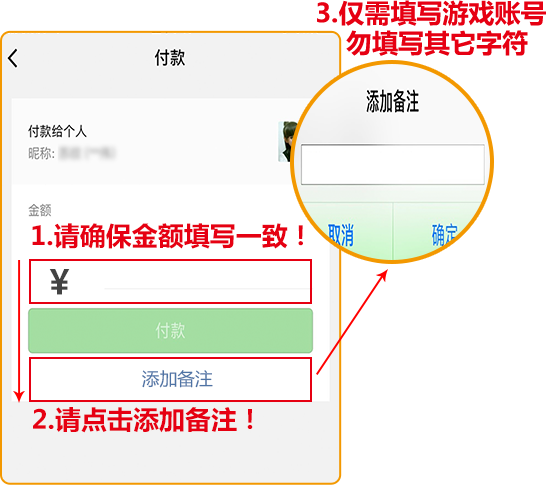 3.仅需填写游戏账号
勿填写其它字符
付款
添加备注
付款给个人
昵称:
取消
确定
金额
1.请确保金额填写一致！
¥
付款
添加备注
2.请点击添加备注！